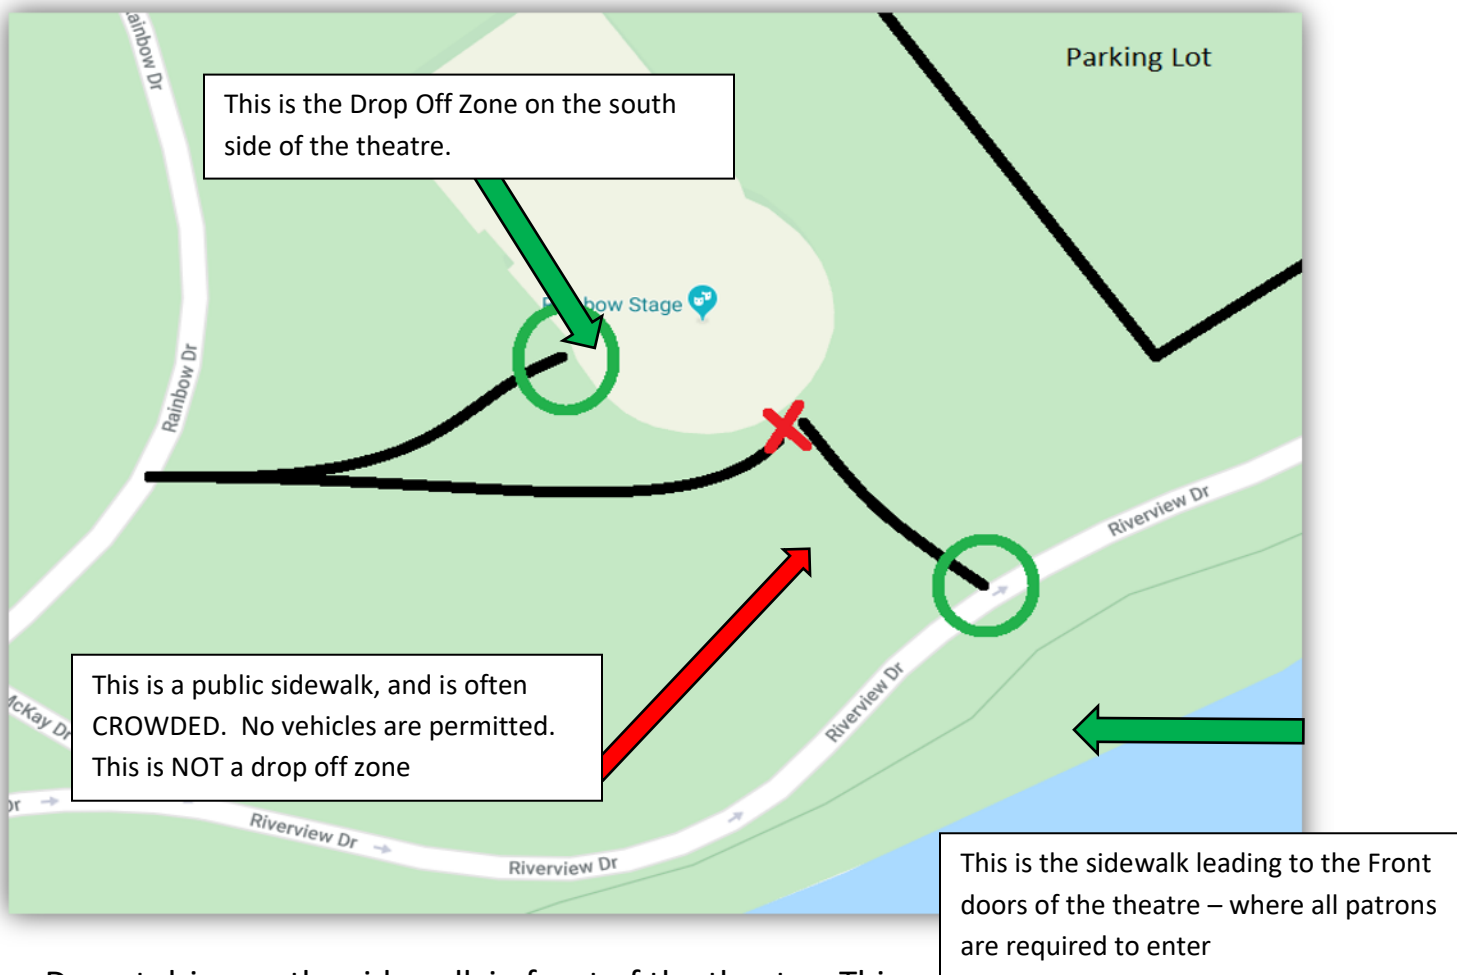 ainbow Dr
Parking Lot
This is the Drop Off Zone on the south
side of the theatre.
bow Stage
Rainbow Dr
Riverview Dr
This is a public sidewalk, and is often
CROWDED.  No vehicles are permitted.
This is NOT a drop off zone
McKay Dr
Riverview Dr
Dr
Riverview Dr
Riverview Dr
This is the sidewalk leading to the Front
doors of the theatre – where all patrons
are required to enter